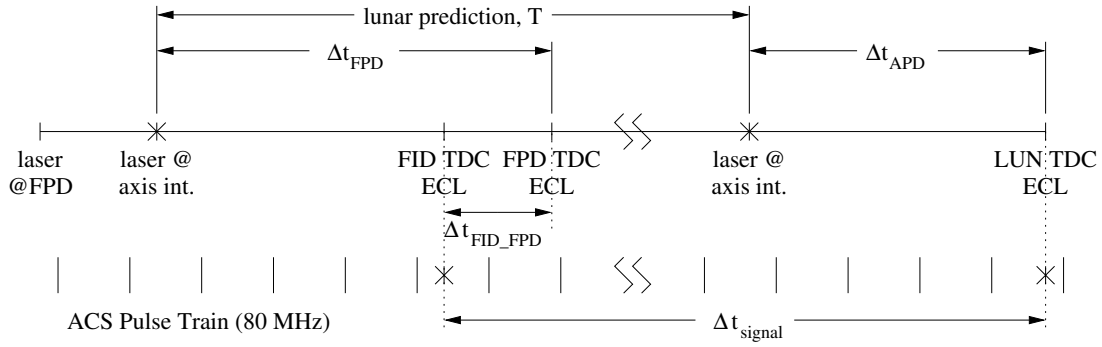 lunar prediction, T
Δt_FPD
Δt_APD
laser @FPD
laser @ axis int.
FID TDC ECL
FPD TDC ECL
laser @ axis int.
LUN TDC ECL
Δt_FID_FPD
ACS Pulse Train (80 MHz)
Δt_signal